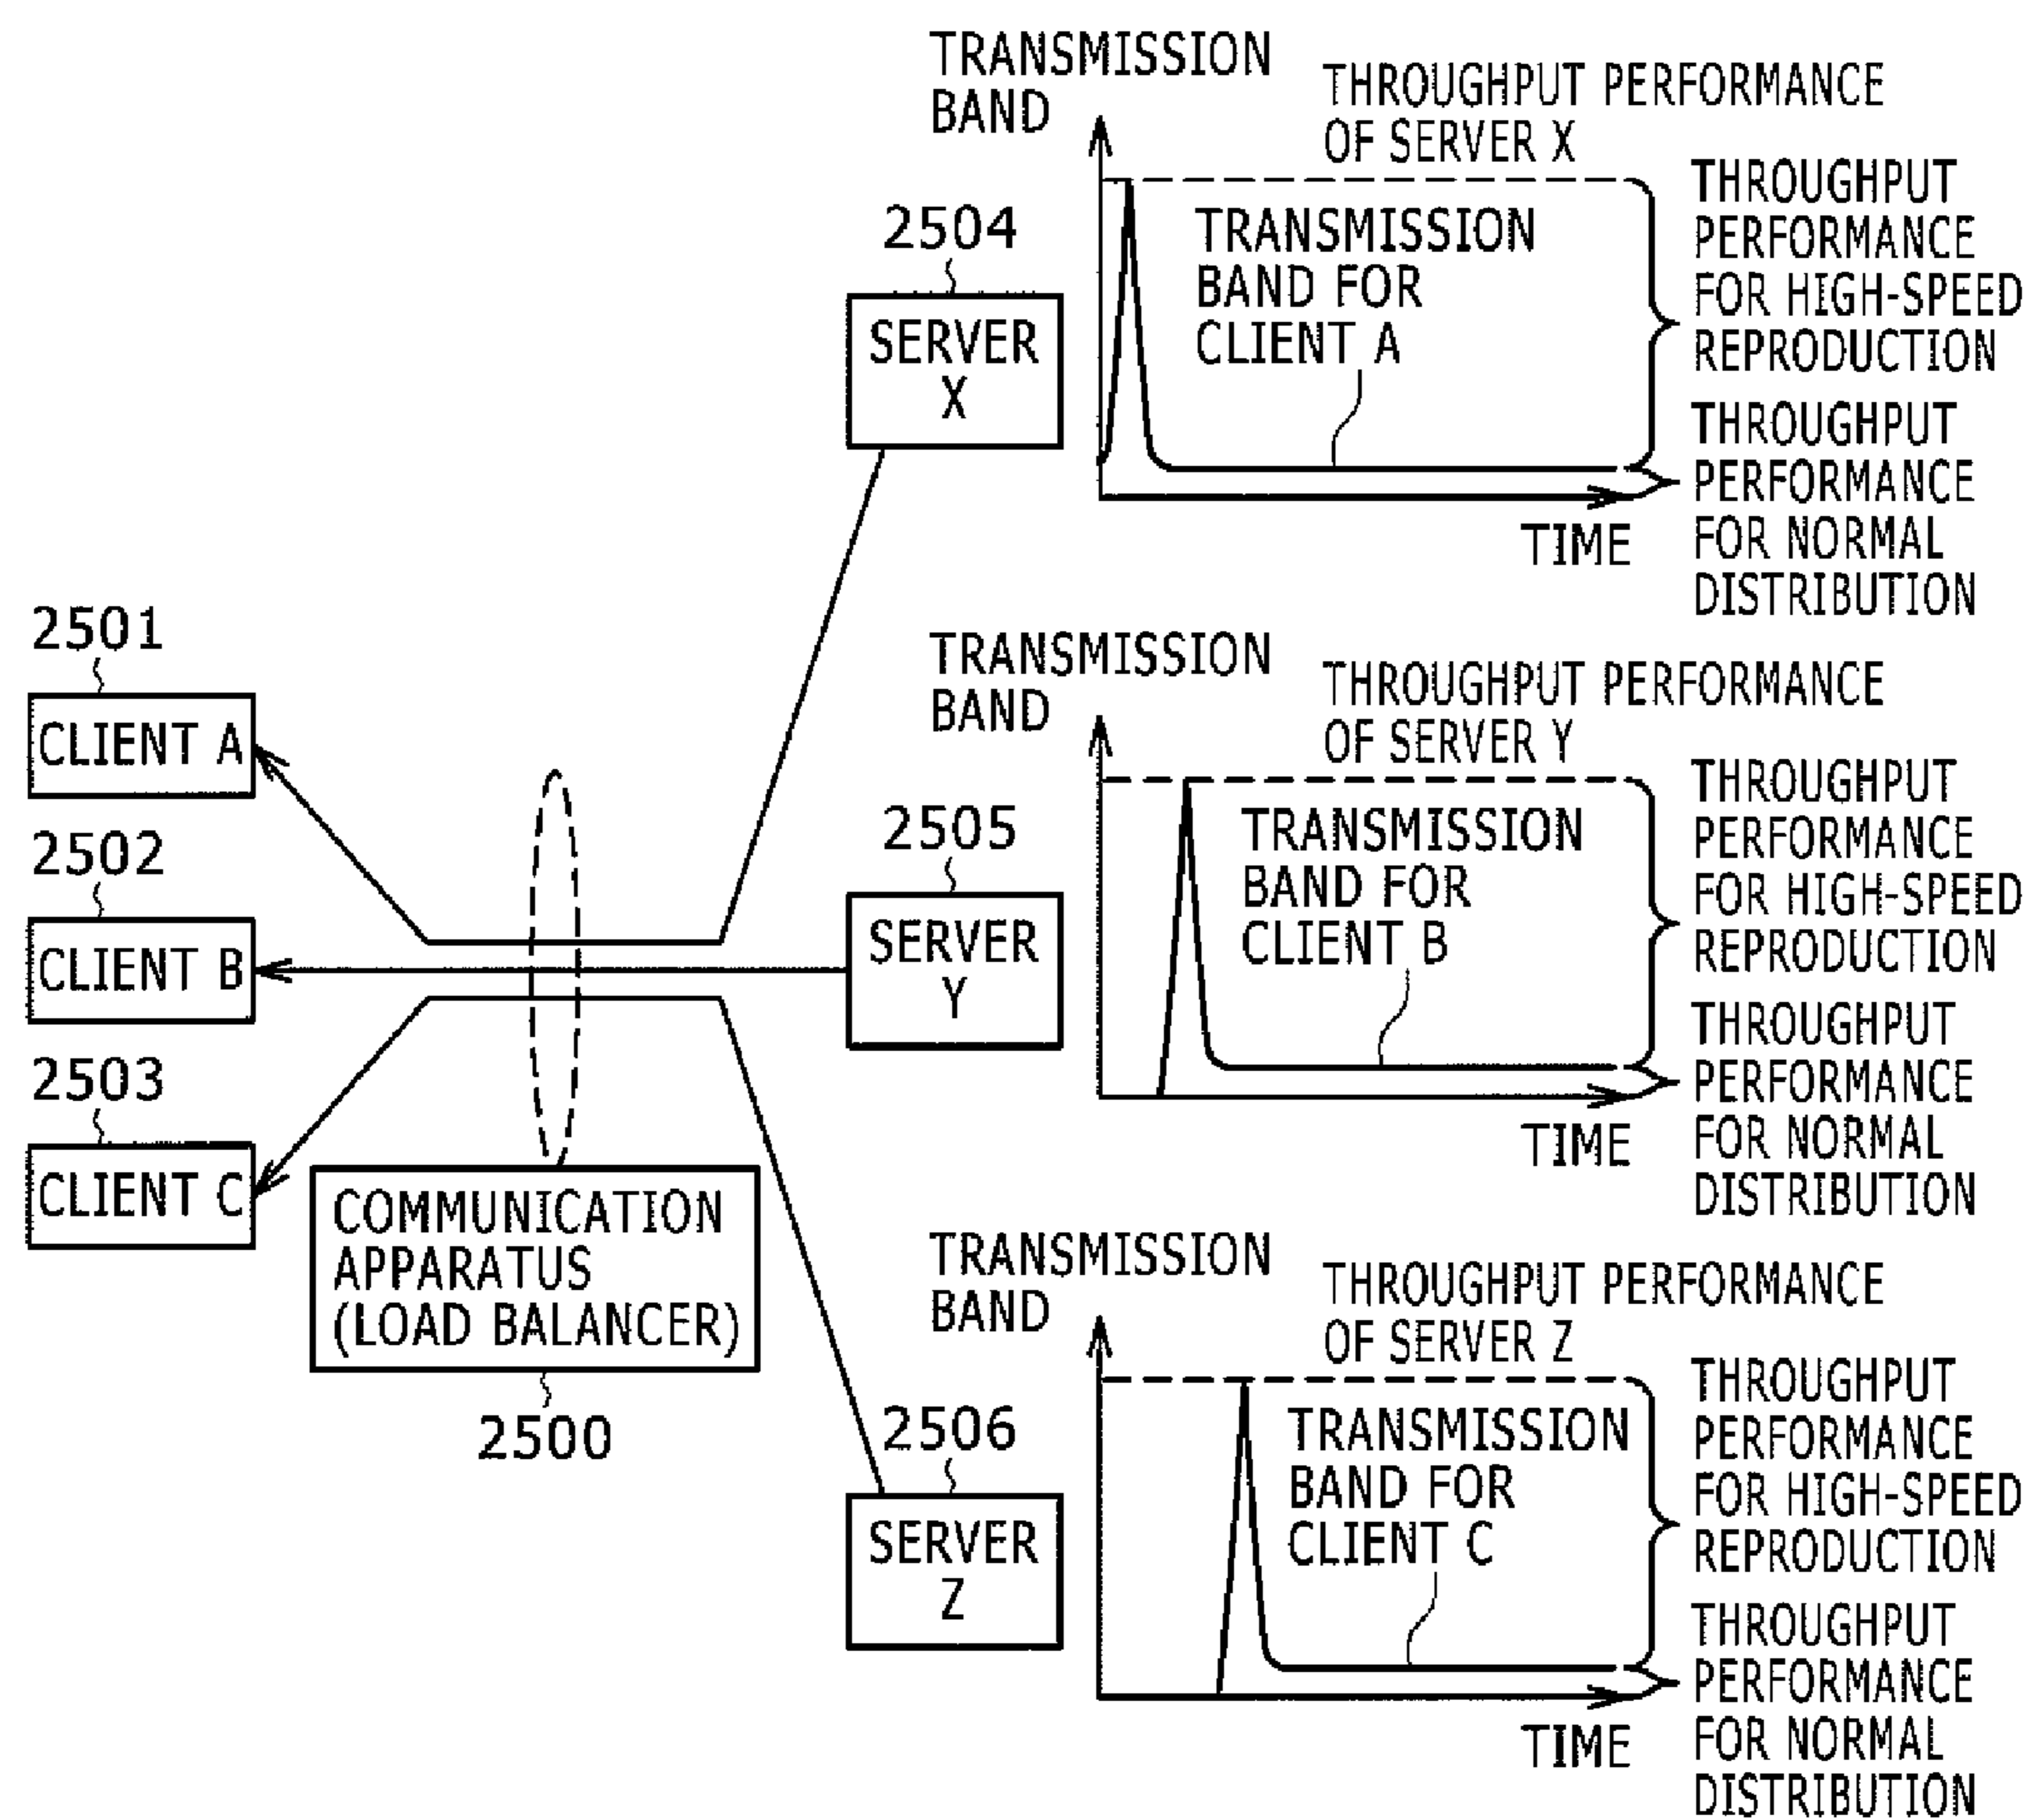 TRANSMISSION
BAND
THROUGHPUT PERFORMANCE
OF SERVER X
2504
SERVER
X
TRANSMISSION
BAND FOR
CLIENT A
THROUGHPUT
PERFORMANCE
FOR HIGH-SPEED
REPRODUCTION
THROUGHPUT
PERFORMANCE
FOR NORMAL
DISTRIBUTION
TIME
2501
CLIENT A
2502
CLIENT B
2503
CLIENT C
COMMUNICATION
APPARATUS
(LOAD BALANCER)
2500
TRANSMISSION
BAND
THROUGHPUT PERFORMANCE
OF SERVER Y
2505
SERVER
Y
TRANSMISSION
BAND FOR
CLIENT B
THROUGHPUT
PERFORMANCE
FOR HIGH-SPEED
REPRODUCTION
THROUGHPUT
PERFORMANCE
FOR NORMAL
DISTRIBUTION
TIME
TRANSMISSION
BAND
THROUGHPUT PERFORMANCE
OF SERVER Z
2506
SERVER
Z
TRANSMISSION
BAND FOR
CLIENT C
THROUGHPUT
PERFORMANCE
FOR HIGH-SPEED
REPRODUCTION
THROUGHPUT
PERFORMANCE
FOR NORMAL
DISTRIBUTION
TIME